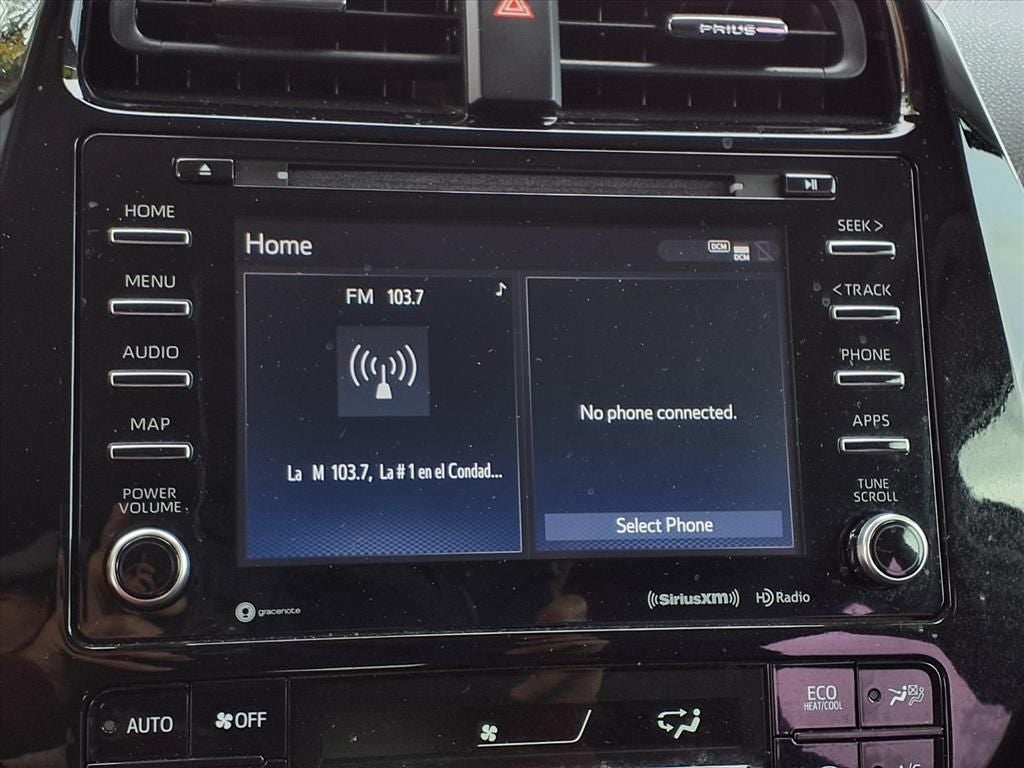 PRIUS
HOME
MENU
AUDIO
MAP
POWER
VOLUME
Home
DCM
DCM
FM 103.7
La M 103.7, La # 1 en el Condad...
No phone connected.
Select Phone
SEEK >
< TRACK
PHONE
APPS
TUNE
SCROLL
gracenote
((SiriusXM))
HD Radio
AUTO
OFF
ECO
HEAT/COOL
A/C